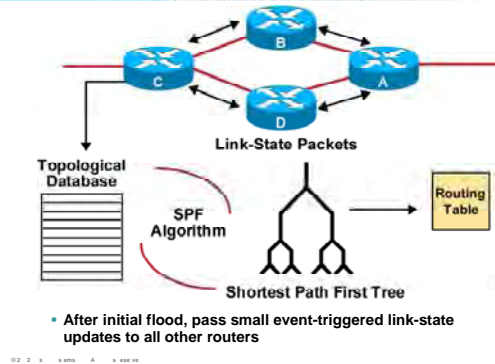 B
C
A
D
Link-State Packets
Topological
Database
SPF
Algorithm
Routing
Table
Shortest Path First Tree
• After initial flood, pass small event-triggered link-state
updates to all other routers